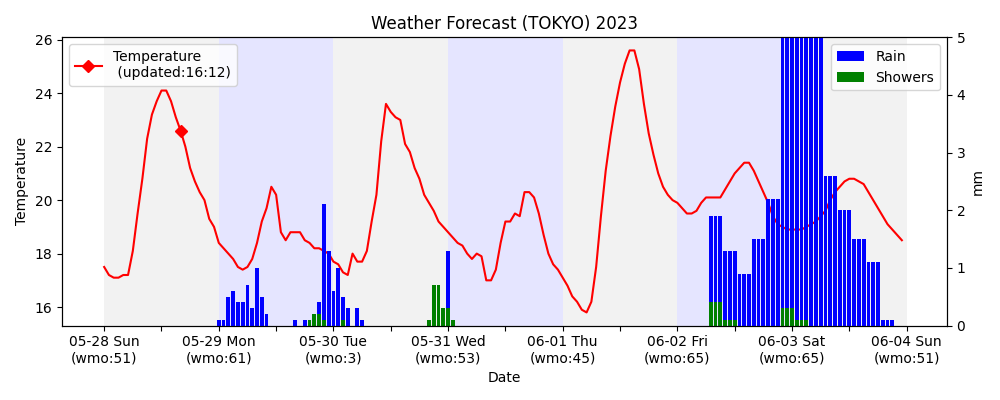 Weather Forecast (TOKYO) 2023
Temperature
(updated:16:12)
Rain
Showers
26
24
22
20
18
16
Temperature
5
4
3
2
1
0
mm
05-28 Sun
(wmo:51)
05-29 Mon
(wmo:61)
05-30 Tue
(wmo:3)
05-31 Wed
(wmo:53)
06-01 Thu
(wmo:45)
06-02 Fri
(wmo:65)
06-03 Sat
(wmo:65)
06-04 Sun
(wmo:51)
Date